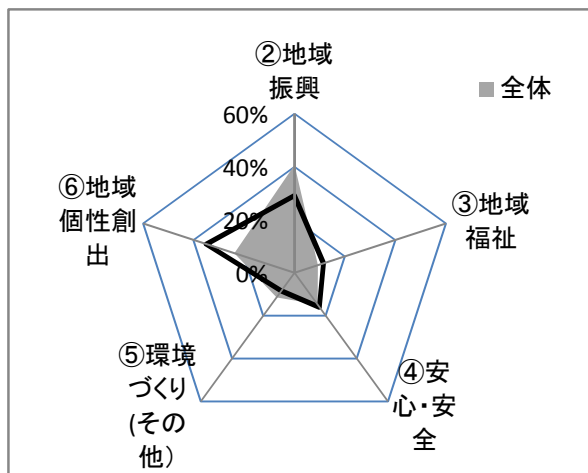 ②地域
振興
全体
60%
40%
20%
0%
③地域
福祉
④安
心・安
全
⑤環境
づくり
(その
他)
⑥地域
個性創
出